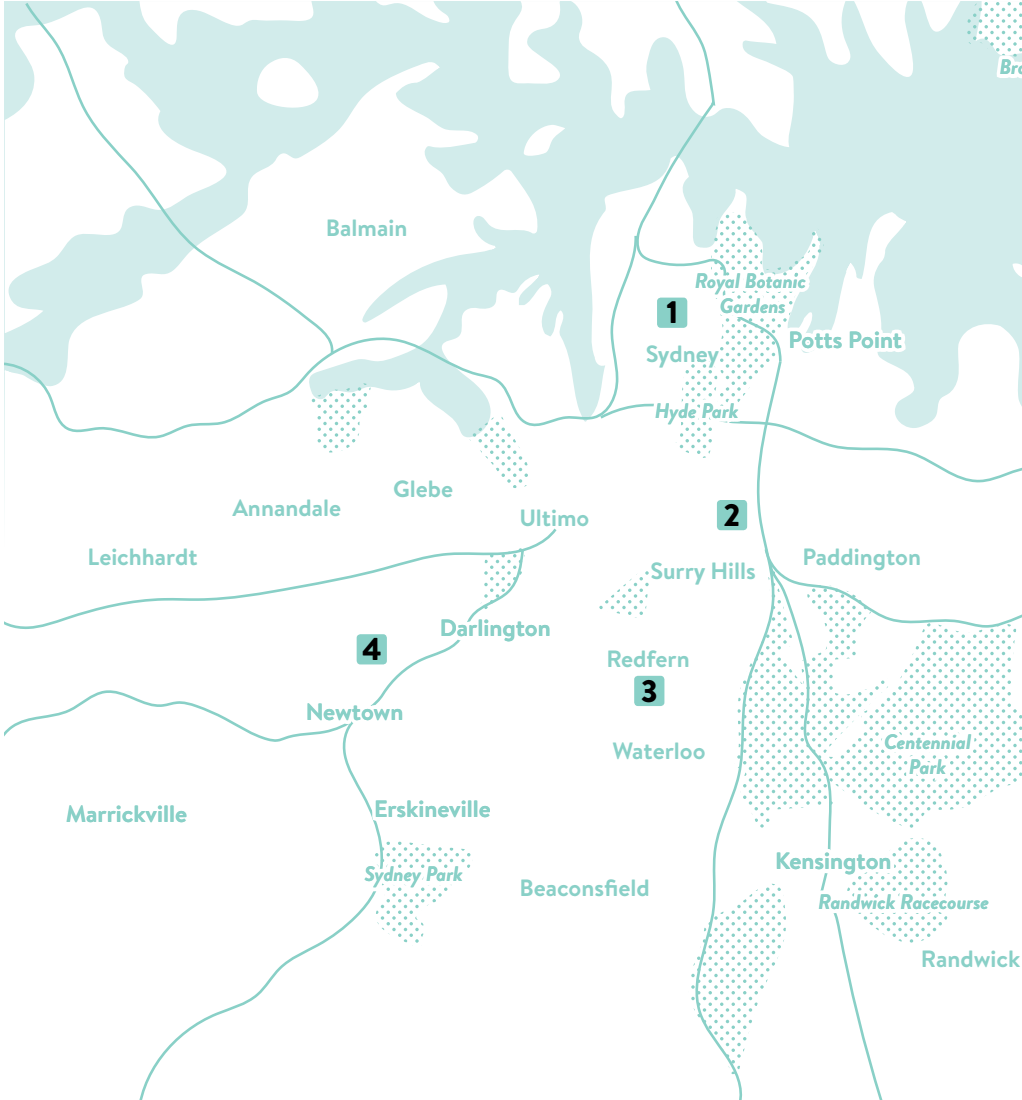 Bro
Balmain
Royal Botanic
Gardens
1
Potts Point
Sydney
Hyde Park
Glebe
Annandale
2
Ultimo
Leichhardt
Paddington
Surry Hills
Darlington
4
Redfern
3
Newtown
Centennial
Park
Waterloo
Erskineville
Marrickville
Kensington
Sydney Park
Beaconsfield
Randwick Racecourse
Randwick